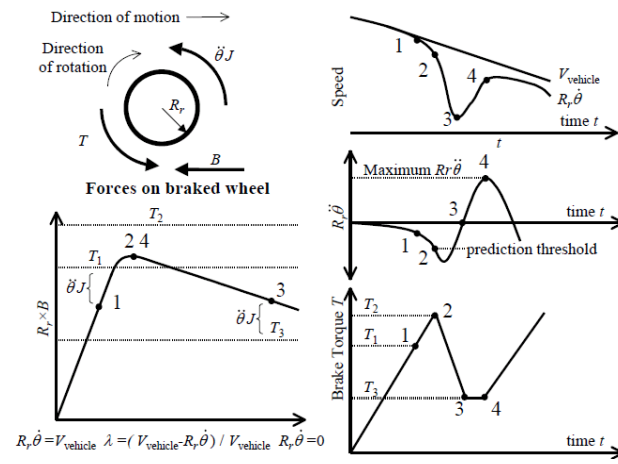 Direction of motion
Direction
of rotation
θ̈J
R_r
T
B
Forces on braked wheel
Speed
1
2
3
4
V_vehicle
R_rθ̇
time t
t
Maximum Rrθ̈
R_rθ̈
1
2
3
4
time t
prediction threshold
R_r×B
T_2
T_1
2 4
θ̈J
1
3
θ̈J
T_3
R_rθ̇=V_vehicle λ=(V_vehicle-R_rθ̇) / V_vehicle R_rθ̇=0
Brake Torque T
T_2
T_1
T_3
1
2
3
4
time t